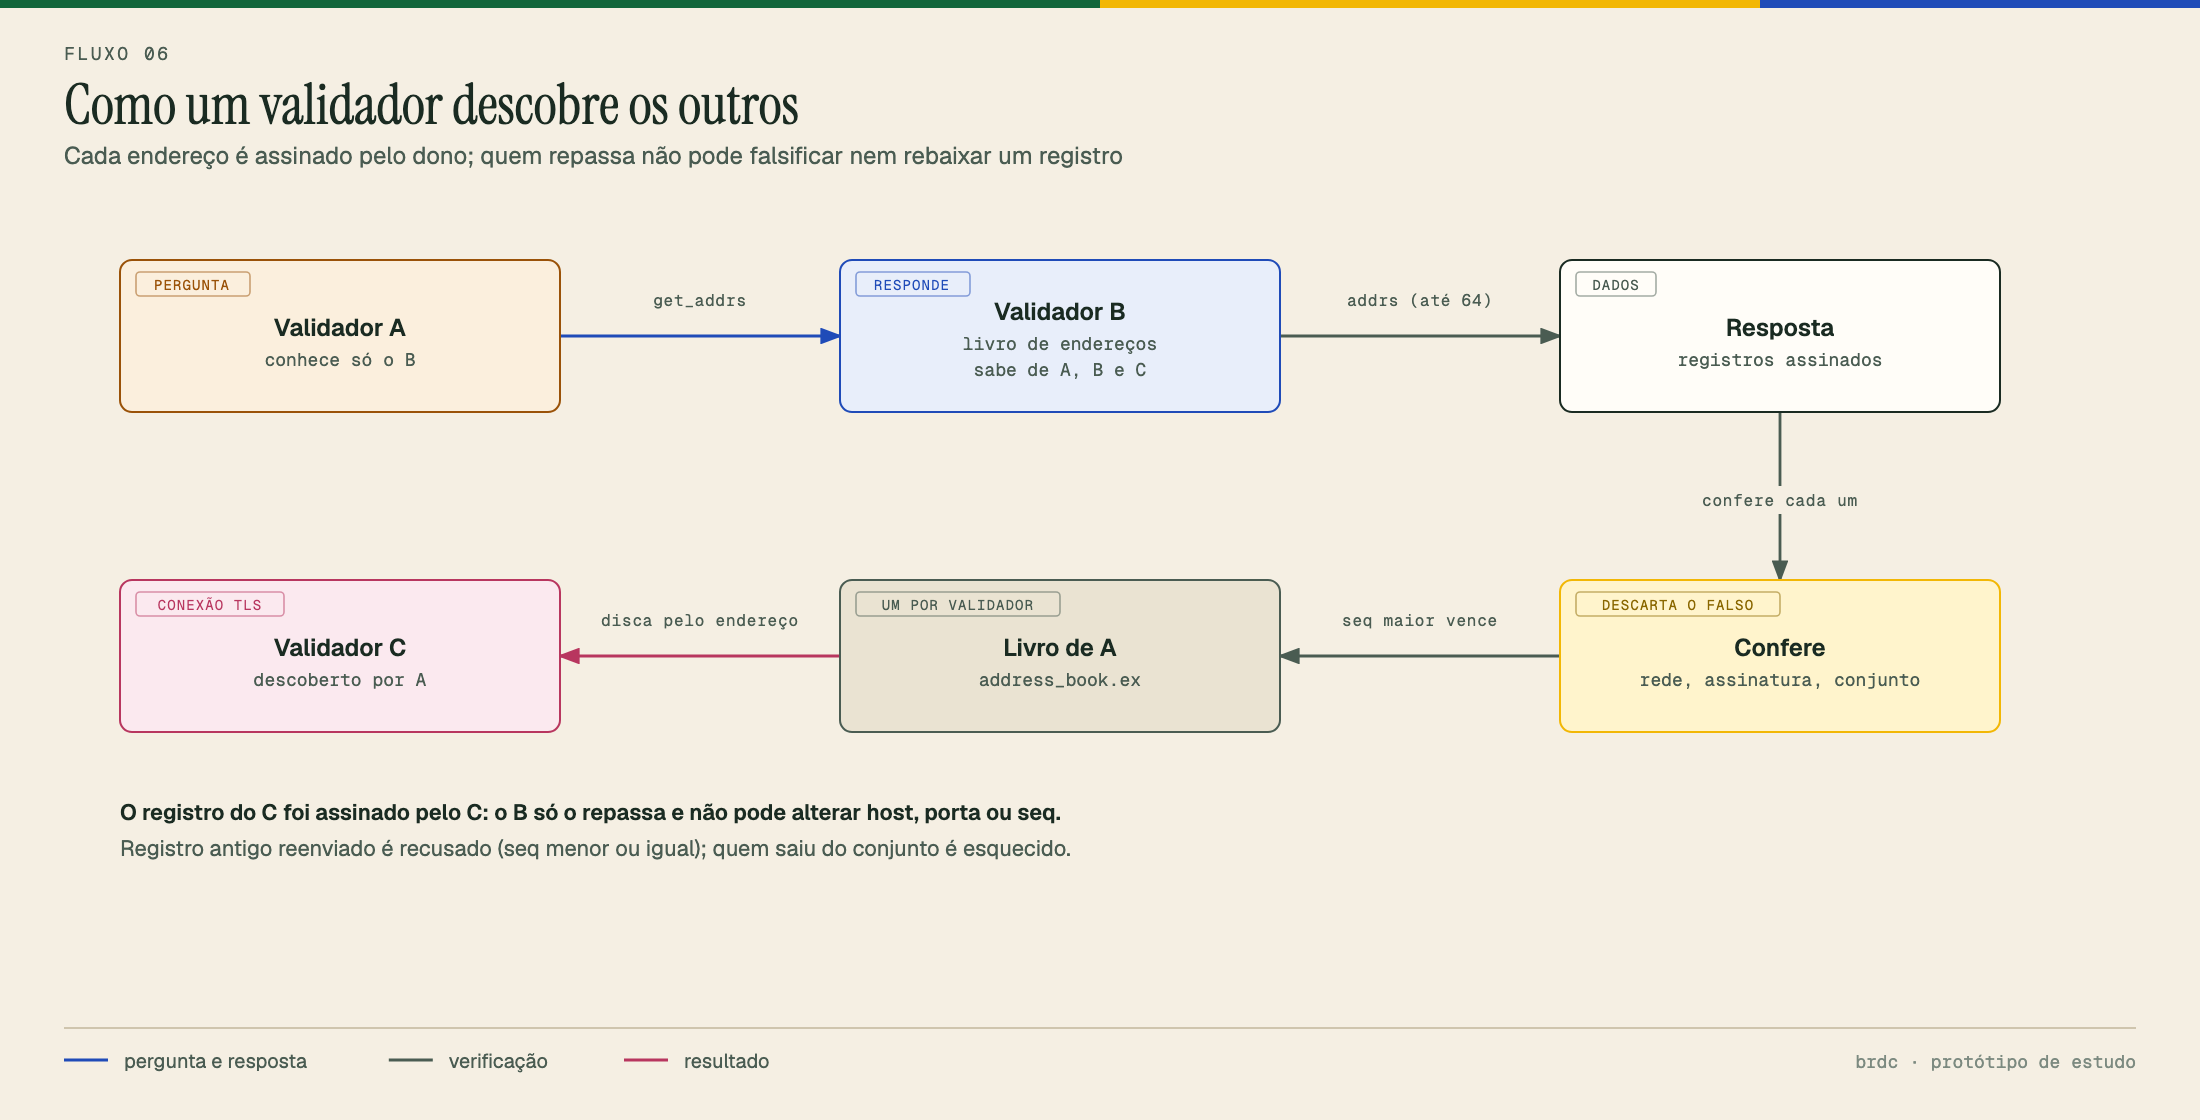 FLUXO 06
Como um validador descobre os outros
Cada endereço é assinado pelo dono; quem repassa não pode falsificar nem rebaixar um registro
PERGUNTA
Validador A
conhece só o B
get_addrs
RESPONDE
Validador B
livro de endereços
sabe de A, B e C
addrs (até 64)
DADOS
Resposta
registros assinados
confere cada um
CONEXÃO TLS
Validador C
descoberto por A
disca pelo endereço
UM POR VALIDADOR
Livro de A
address_book.ex
seq maior vence
DESCARTA O FALSO
Confere
rede, assinatura, conjunto
O registro do C foi assinado pelo C: o B só o repassa e não pode alterar host, porta ou seq.
Registro antigo reenviado é recusado (seq menor ou igual); quem saiu do conjunto é esquecido.
pergunta e resposta
verificação
resultado
brdc · protótipo de estudo